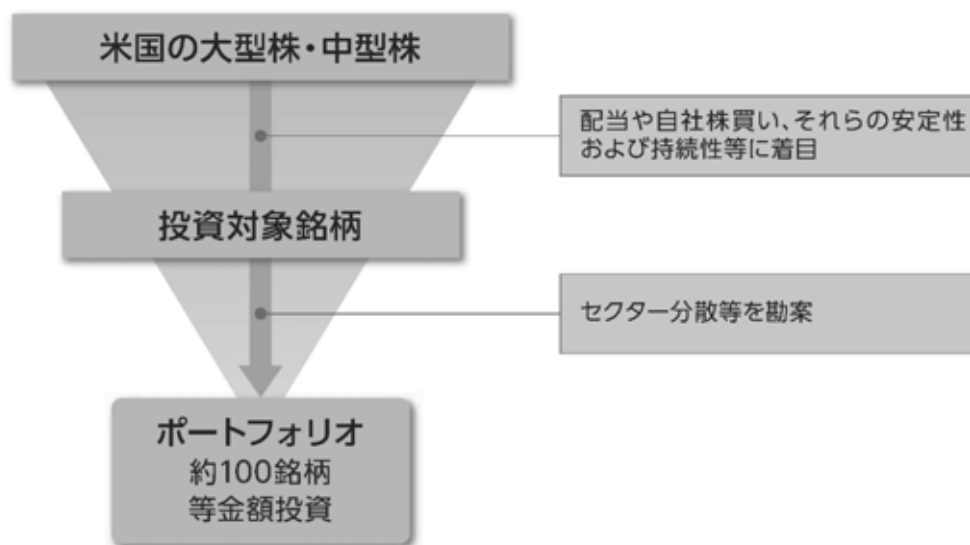 米国の大型株・中型株
配当や自社株買い、それらの安定性
および持続性等に着目
投資対象銘柄
セクター分散等を勘案
ポートフォリオ
約100銘柄
等金額投資